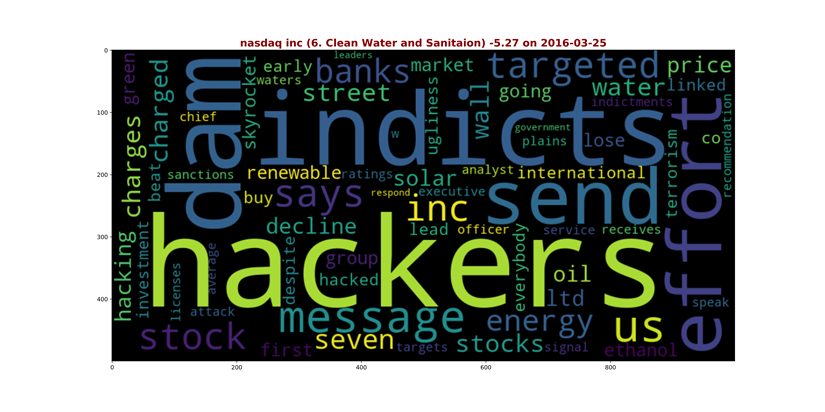 nasdaq inc (6. Clean Water and Sanitaion) -5.27 on 2016-03-25
0
100
200
300
400
0 200 400 600 800
leaders
green
early
waters
skyrocket
banks
market
targeted
price
charged
dam
street
ugliness
wall
going
water
linked
indictments
chief
indicts
w
government
plains
lose
effort
co
recommendation
charges
beat
sanctions
renewable
ratings
solar
analyst
international
terrorism
buy
says
respond
executive
inc
send
decline
lead
officer
service
receives
hacking
investment
licenses
average
hackers
despite
group
hacked
everybody
oil
ltd
attack
message
energy
us
speak
stock
seven
stocks
first
targets
signal
ethanol